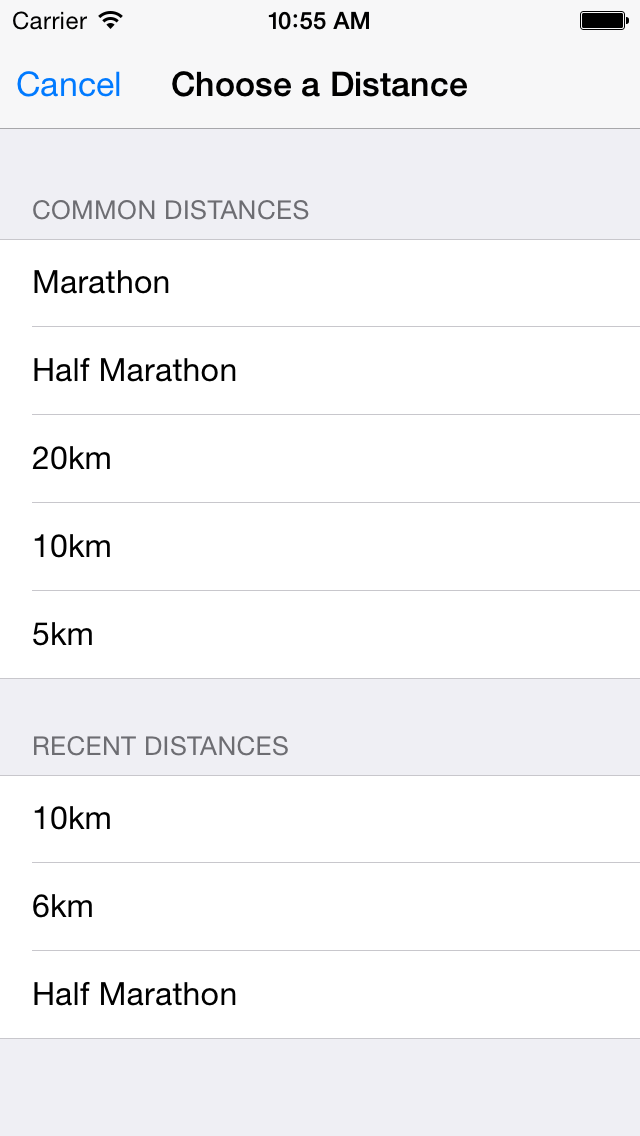 Carrier 10:55 AM
Cancel Choose a Distance
COMMON DISTANCES
Marathon
Half Marathon
20km
10km
5km
RECENT DISTANCES
10km
6km
Half Marathon